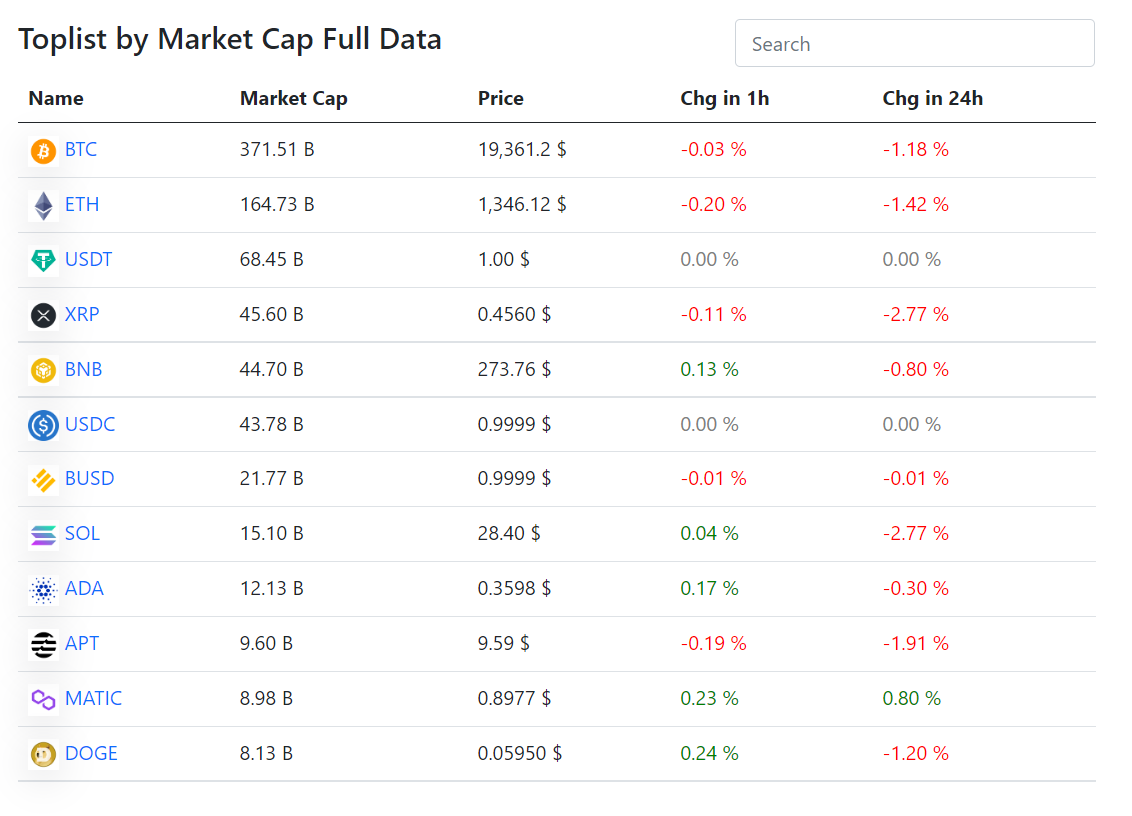 Toplist by Market Cap Full Data
Search
Name Market Cap Price Chg in 1h Chg in 24h
BTC 371.51 B 19,361.2 $ -0.03 % -1.18 %
ETH 164.73 B 1,346.12 $ -0.20 % -1.42 %
USDT 68.45 B 1.00 $ 0.00 % 0.00 %
XRP 45.60 B 0.4560 $ -0.11 % -2.77 %
BNB 44.70 B 273.76 $ 0.13 % -0.80 %
USDC 43.78 B 0.9999 $ 0.00 % 0.00 %
BUSD 21.77 B 0.9999 $ -0.01 % -0.01 %
SOL 15.10 B 28.40 $ 0.04 % -2.77 %
ADA 12.13 B 0.3598 $ 0.17 % -0.30 %
APT 9.60 B 9.59 $ -0.19 % -1.91 %
MATIC 8.98 B 0.8977 $ 0.23 % 0.80 %
DOGE 8.13 B 0.05950 $ 0.24 % -1.20 %